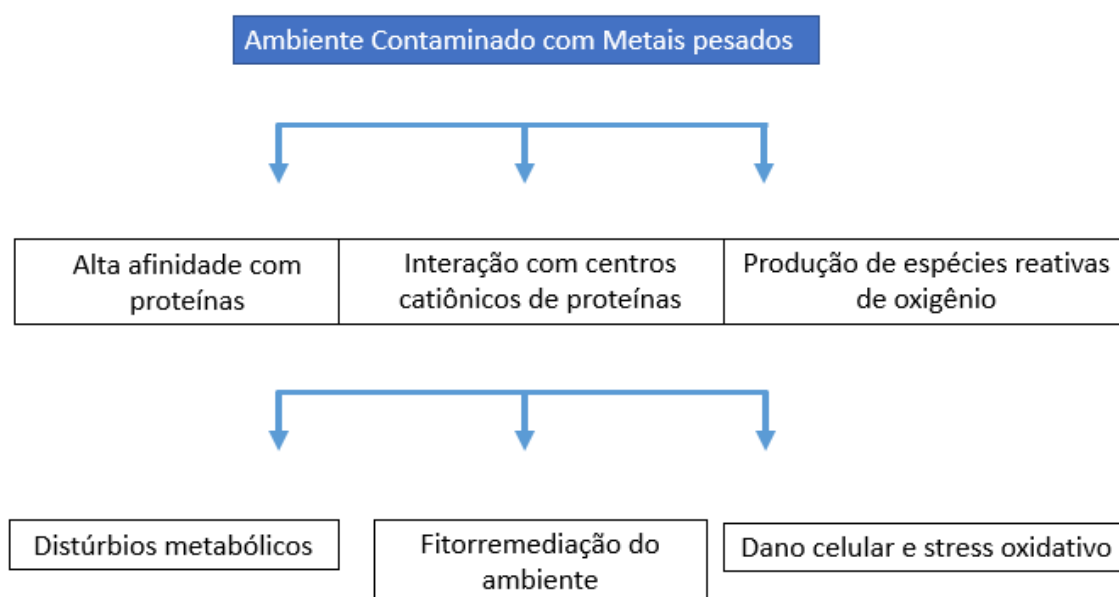 Ambiente Contaminado com Metais pesados
Alta afinidade com
proteínas
Interação com centros
catiônicos de proteínas
Produção de espécies reativas
de oxigênio
Distúrbios metabólicos
Fitorremediação do
ambiente
Dano celular e stress oxidativo